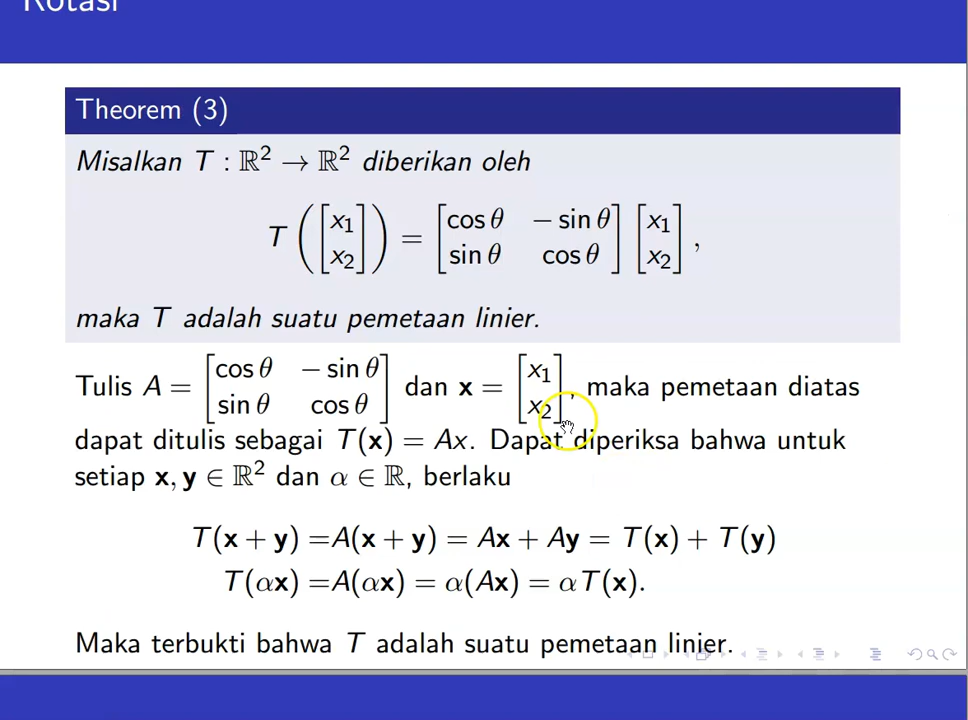 Rotasi
Theorem (3)
Misalkan T : ℝ² → ℝ² diberikan oleh
T([x₁ x₂]) = [cos θ − sin θ sin θ cos θ] [x₁ x₂],
maka T adalah suatu pemetaan linier.
Tulis A = [cos θ − sin θ sin θ cos θ] dan x = [x₁ x₂], maka pemetaan diatas
dapat ditulis sebagai T(x) = Ax. Dapat diperiksa bahwa untuk
setiap x, y ∈ ℝ² dan α ∈ ℝ, berlaku
T(x + y) =A(x + y) = Ax + Ay = T(x) + T(y)
T(αx) =A(αx) = α(Ax) = αT(x).
Maka terbukti bahwa T adalah suatu pemetaan linier.